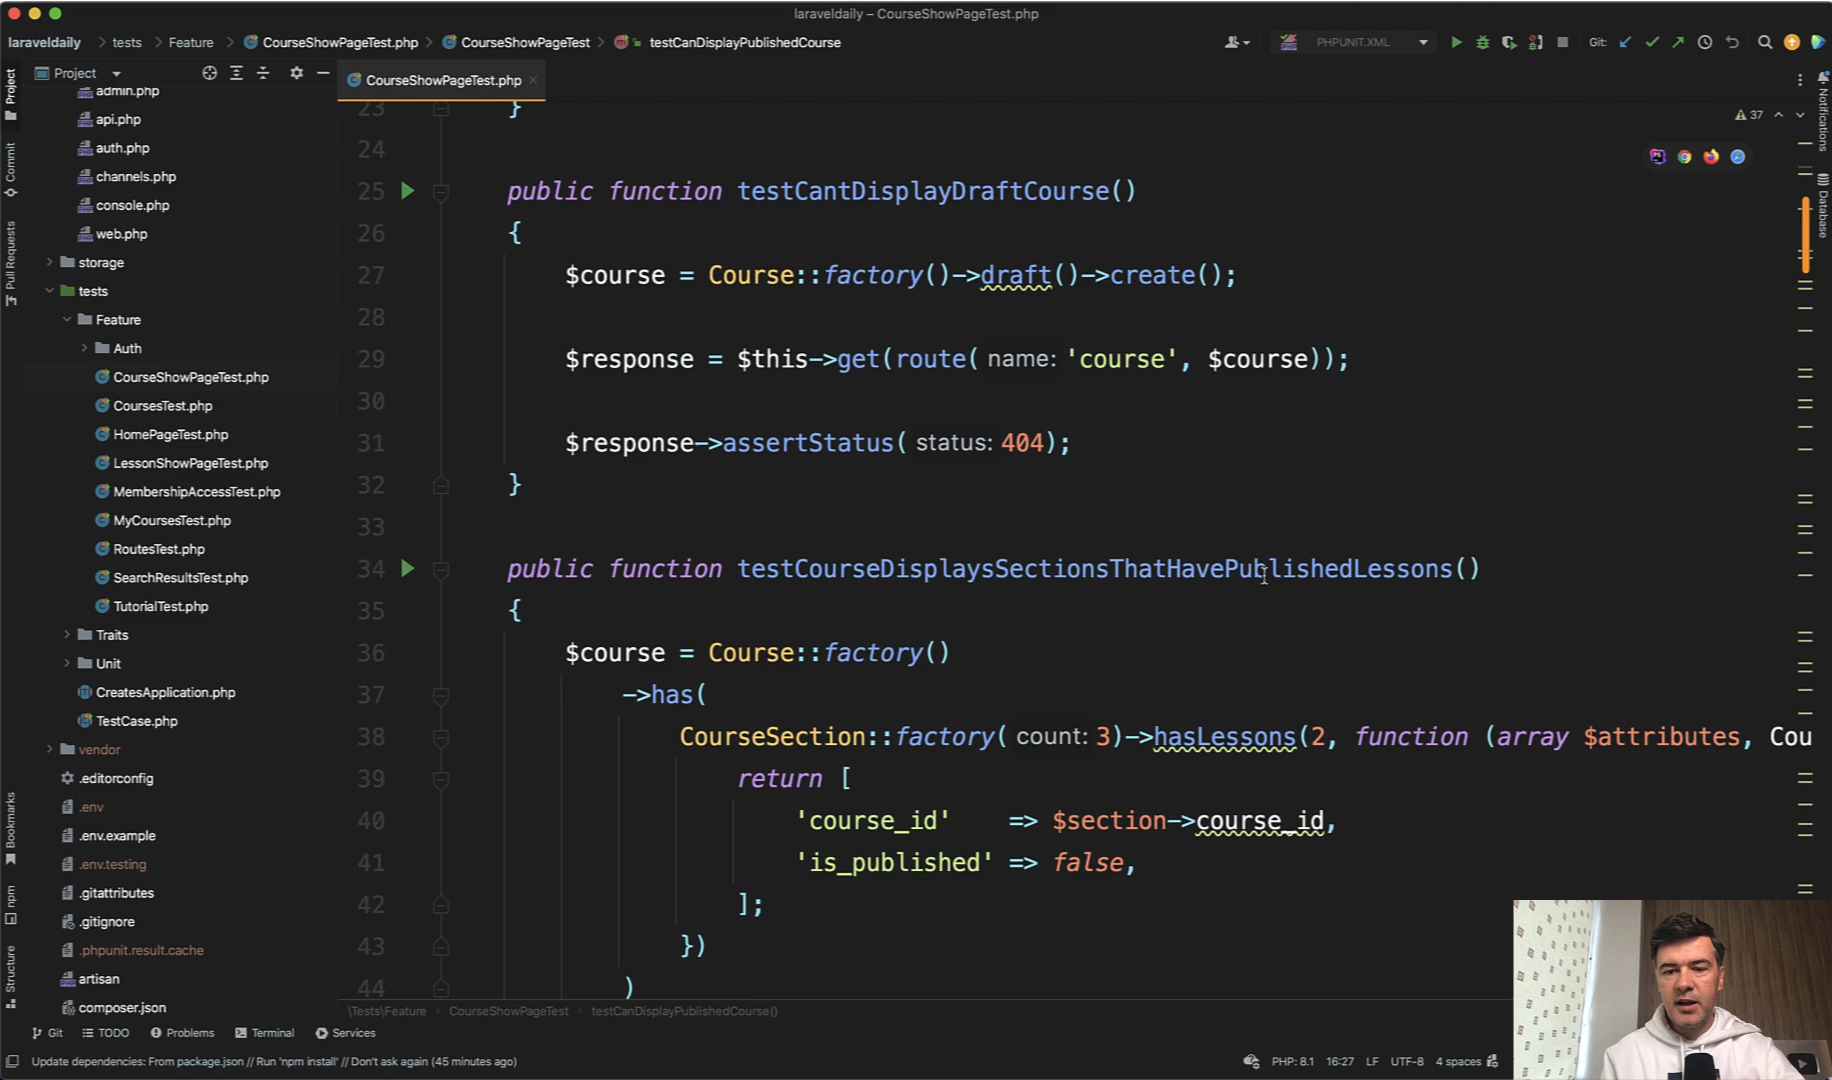 laraveldaily – CourseShowPageTest.php
laraveldaily tests Feature CourseShowPageTest.php CourseShowPageTest testCanDisplayPublishedCourse PHPUNIT.XML Git:
Project Project CourseShowPageTest.php
Commit
Pull Requests
Bookmarks
npm
Structure
Notifications
Database
37
admin.php
api.php
auth.php
channels.php
console.php
web.php
storage
tests
Feature
Auth
CourseShowPageTest.php
CoursesTest.php
HomePageTest.php
LessonShowPageTest.php
MembershipAccessTest.php
MyCoursesTest.php
RoutesTest.php
SearchResultsTest.php
TutorialTest.php
Traits
Unit
CreatesApplication.php
TestCase.php
vendor
.editorconfig
.env
.env.example
.env.testing
.gitattributes
.gitignore
.phpunit.result.cache
artisan
composer.json
23 }
24
25 public function testCantDisplayDraftCourse()
26 {
27 $course = Course::factory()->draft()->create();
28
29 $response = $this->get(route( name: 'course', $course));
30
31 $response->assertStatus( status: 404);
32 }
33
34 public function testCourseDisplaysSectionsThatHavePublishedLessons()
35 {
36 $course = Course::factory()
37 ->has(
38 CourseSection::factory( count: 3)->hasLessons(2, function (array $attributes, Cou
39 return [
40 'course_id' => $section->course_id,
41 'is_published' => false,
42 ];
43 })
44 )
\Tests\Feature CourseShowPageTest testCanDisplayPublishedCourse()
Git TODO Problems Terminal Services
Update dependencies: From package.json // Run 'npm install' // Don't ask again (45 minutes ago) PHP: 8.1 16:27 LF UTF-8 4 spaces